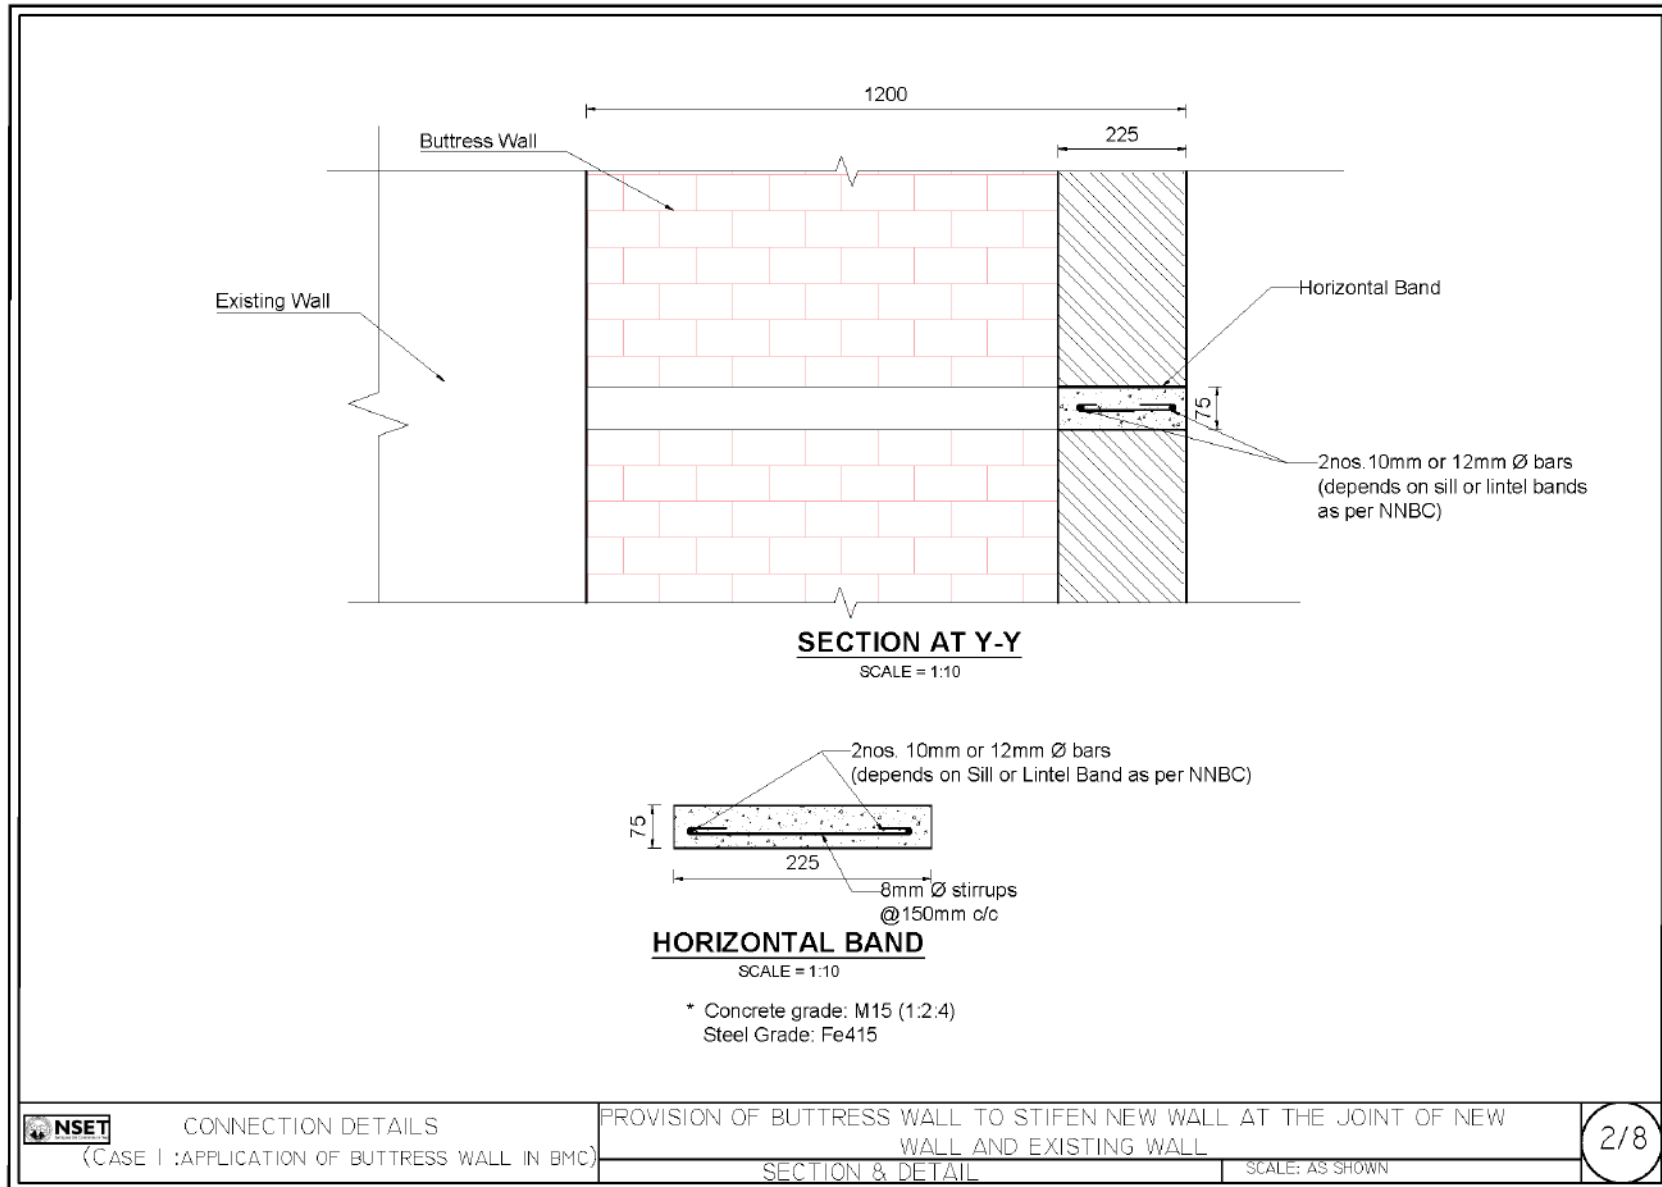 1200
225
Buttress Wall
Existing Wall
Horizontal Band
75
2nos.10mm or 12mm Ø bars
(depends on sill or lintel bands
as per NNBC)
SECTION AT Y-Y
SCALE = 1:10
2nos. 10mm or 12mm Ø bars
(depends on Sill or Lintel Band as per NNBC)
75
225
8mm Ø stirrups
@150mm c/c
HORIZONTAL BAND
SCALE = 1:10
* Concrete grade: M15 (1:2:4)
Steel Grade: Fe415
NSET
CONNECTION DETAILS
(CASE I :APPLICATION OF BUTTRESS WALL IN BMC)
PROVISION OF BUTTRESS WALL TO STIFEN NEW WALL AT THE JOINT OF NEW
WALL AND EXISTING WALL
SECTION & DETAIL
SCALE: AS SHOWN
2/8